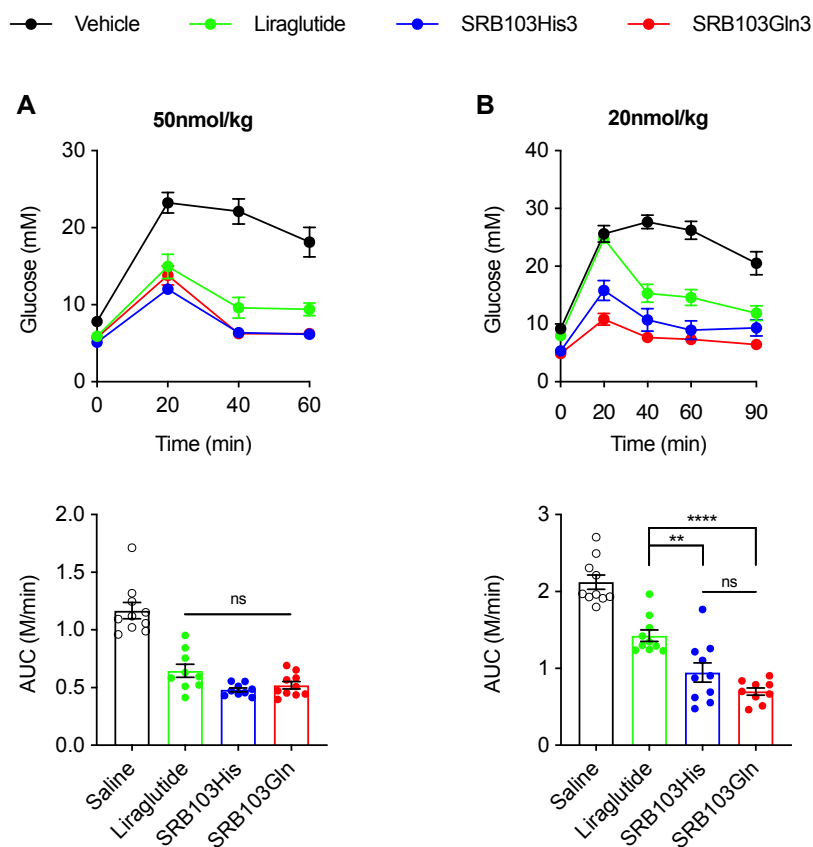 Vehicle Liraglutide SRB103His3 SRB103Gln3
A
50nmol/kg
30
20
10
0
Glucose (mM)
0 20 40 60
Time (min)
B
20nmol/kg
40
30
20
10
0
Glucose (mM)
0 20 40 60 90
Time (min)
2.0
1.5
1.0
0.5
0.0
AUC (M/min)
ns
Saline
Liraglutide
SRB103His
SRB103Gln
3
2
1
0
AUC (M/min)
****
**
ns
Saline
Liraglutide
SRB103His
SRB103Gln